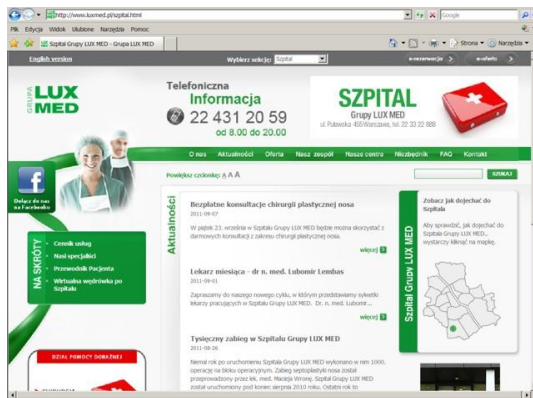 http://www.luxmed.pl/szpital.html
Google
Plik Edycja Widok Ulubione Narzędzia Pomoc
Szpital Grupy LUX MED - Grupa LUX MED
Strona
Narzędzia
English version
Wybierz sekcję:
Szpital
e-rezerwacje
e-oferta
GRUPA
LUX
MED
Telefoniczna
Informacja
22 431 20 59
od 8.00 do 20.00
SZPITAL
Grupy LUX MED
ul. Puławska 455 Warszawa, tel. 22 33 22 888
O nas Aktualności Oferta Nasz zespół Nasze centra Niezbędnik FAQ Kontakt
Powiększ czcionkę: A A A
SZUKAJ
Dołącz do nas
na Facebooku
NA SKRÓTY
Cennik usług
Nasi specjaliści
Przewodnik Pacjenta
Wirtualna wędrówka po
Szpitalu
DZIAŁ POMOCY DORAŹNEJ
Aktualności
Bezpłatne konsultacje chirurgii plastycznej nosa
2011-09-07
W piątek 23. września w Szpitalu Grupy LUX MED będzie można skorzystać z
darmowych konsultacji z zakresu chirurgii plastycznej nosa.
więcej
Lekarz miesiąca - dr n. med. Lubomir Lembas
2011-09-01
Zapraszamy do naszego nowego cyklu, w którym przedstawiamy sylwetki
lekarzy pracujących w Szpitalu Grupy LUX MED. Dr. n. med. Lubomir...
więcej
Tysięczny zabieg w Szpitalu Grupy LUX MED
2011-08-26
Niemal rok po uruchomieniu Szpitala Grupy LUX MED wykonano w nim 1000.
operację na bloku operacyjnym. Zabieg septoplastyki nosa został
przeprowadzony przez lek. med. Macieja Wronę. Szpital Grupy LUX MED
został uruchomiony pod koniec sierpnia 2010 roku. Ostatni rok to
Szpital Grupy LUX MED
Zobacz jak dojechać do
Szpitala
Aby sprawdzić, jak dojechać do
Szpitala Grupy LUX MED.,
wystarczy kliknąć na mapkę.